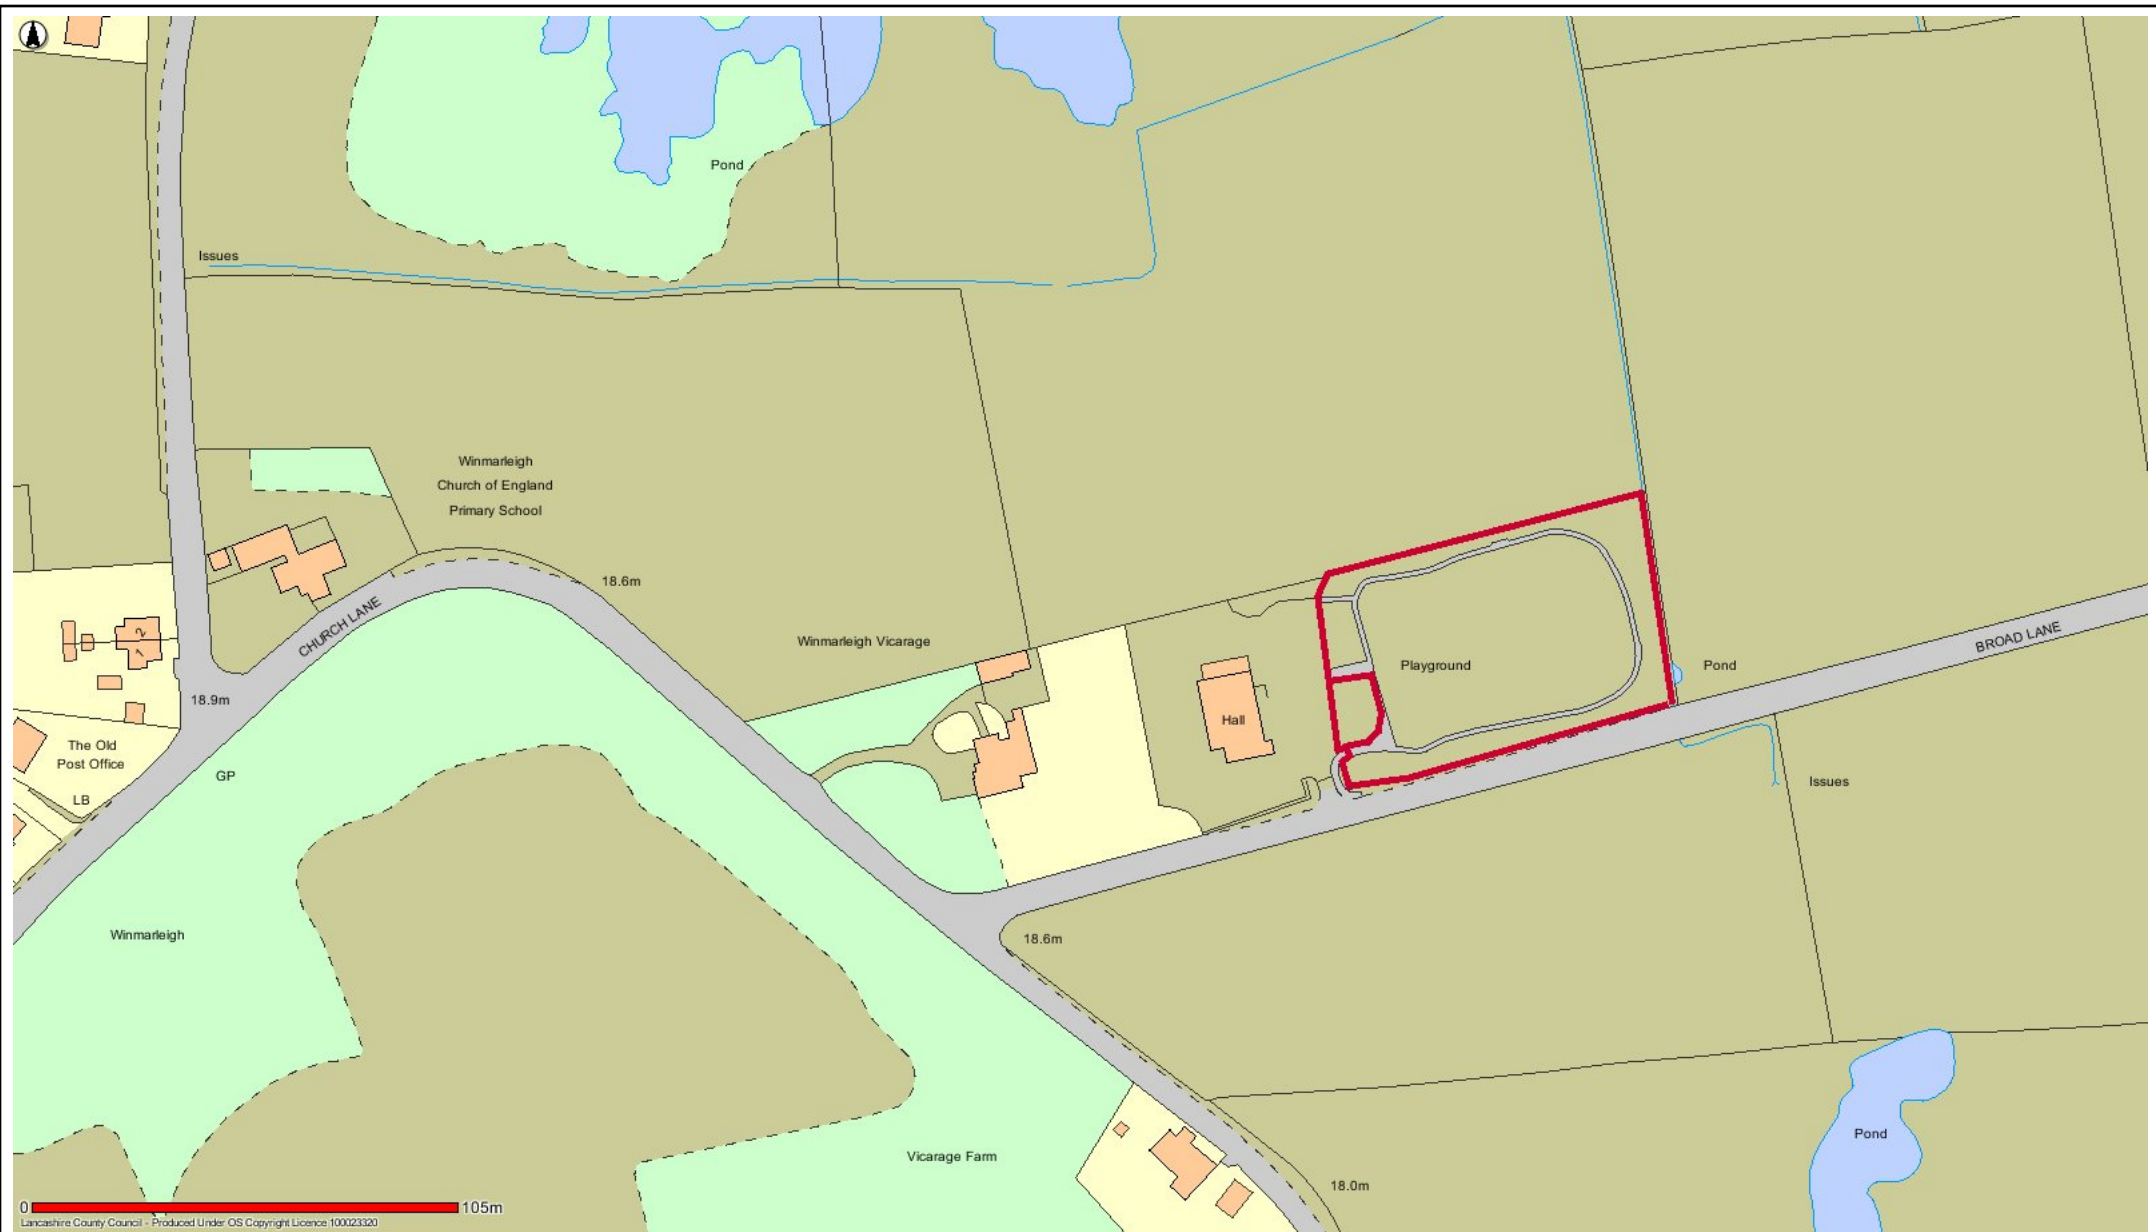 Pond
Issues
Winmarleigh
Church of England
Primary School
18.6m
CHURCH LANE
Winmarleigh Vicarage
2
1
BROAD LANE
Playground
Pond
18.9m
Hall
The Old
Post Office
GP
LB
Issues
Winmarleigh
18.6m
Pond
Vicarage Farm
18.0m
0
105m
Lancashire County Council - Produced Under OS Copyright Licence 100023320